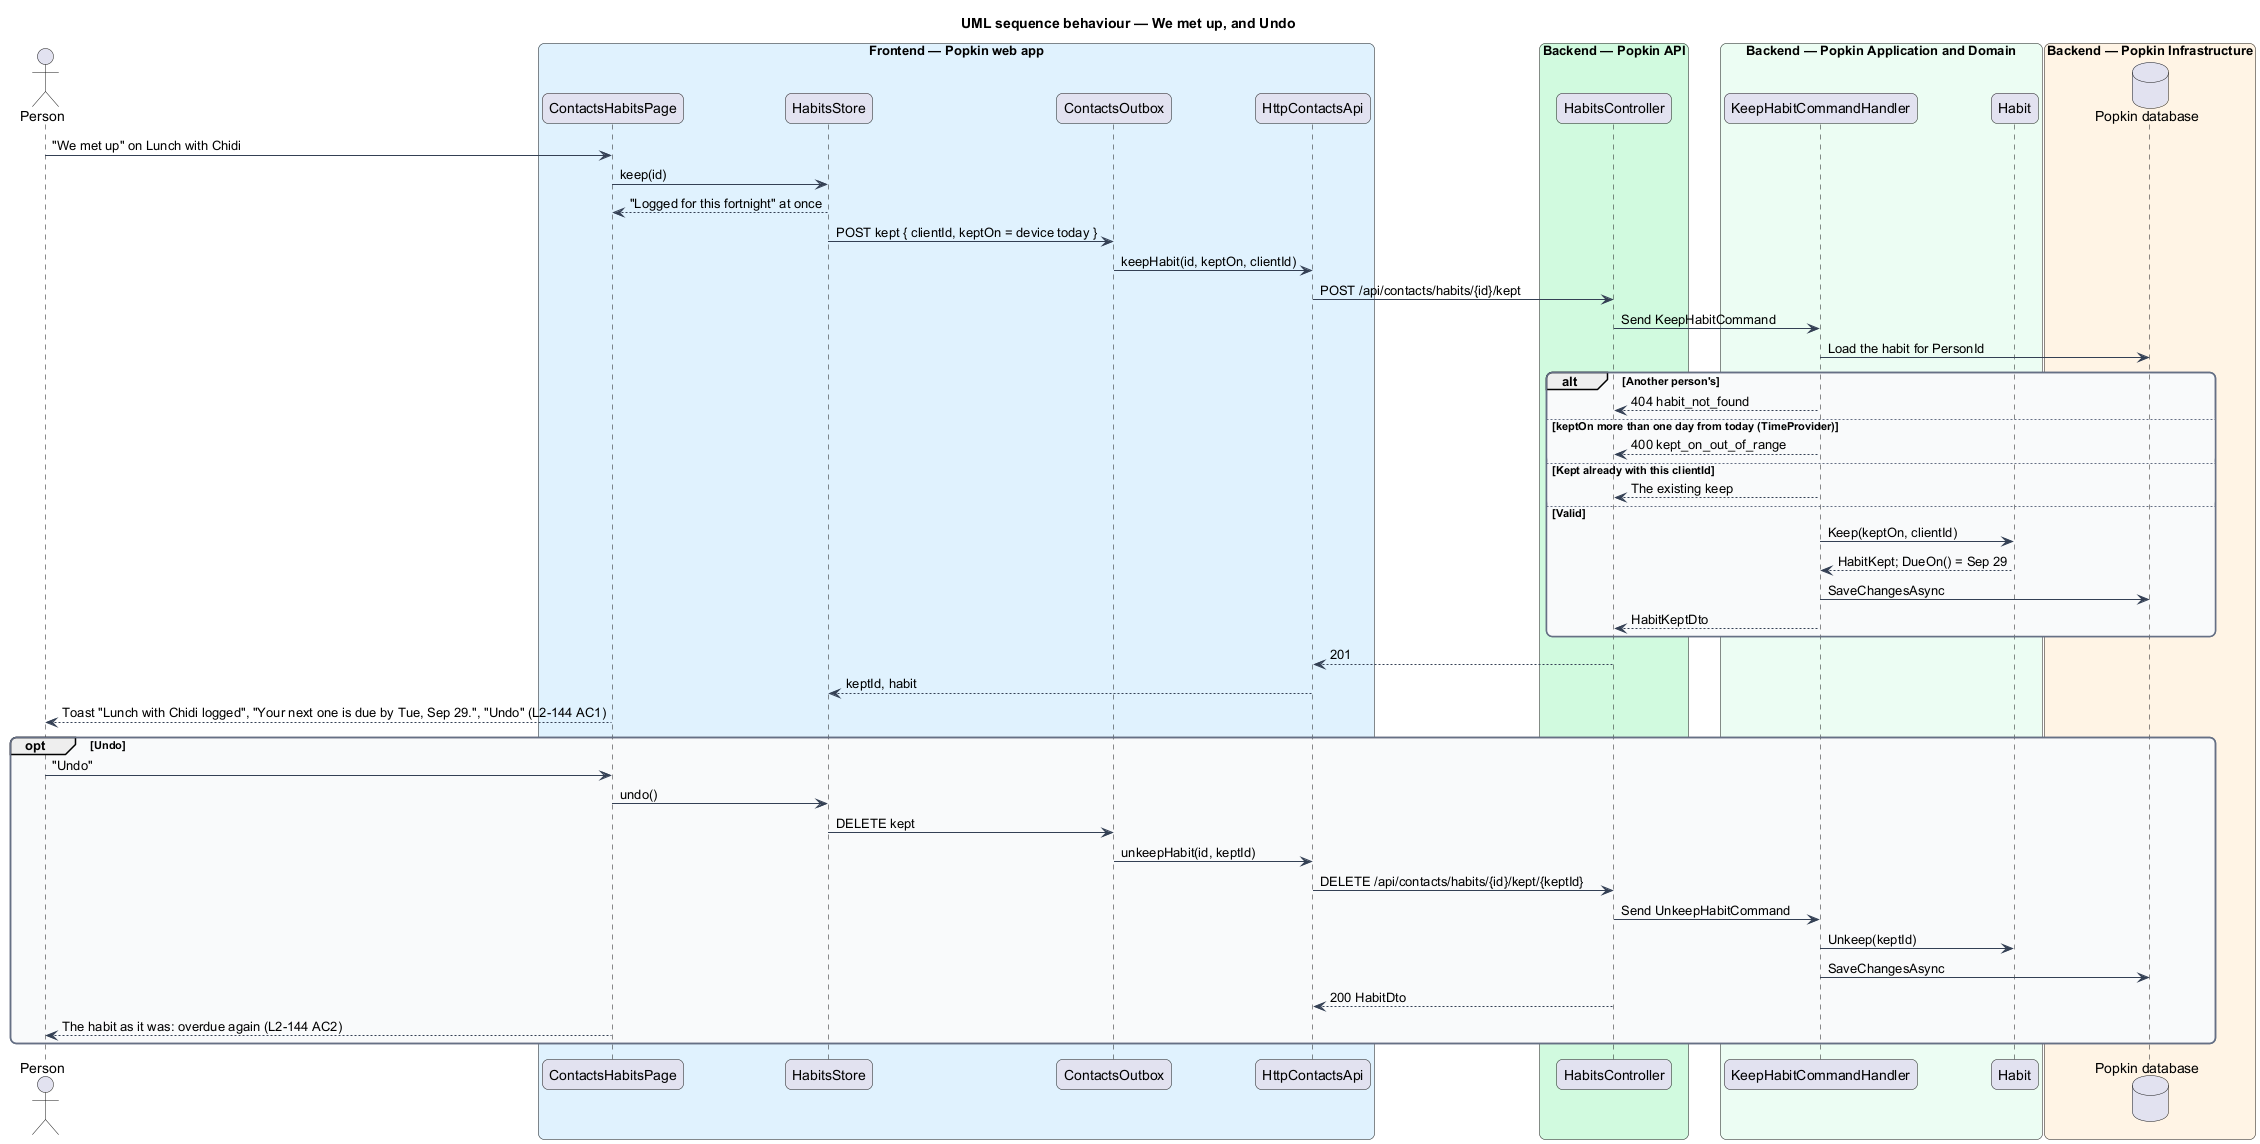 UML sequence behaviour — We met up, and Undo
Frontend — Popkin web app
Backend — Popkin API
Backend — Popkin Application and Domain
Backend — Popkin Infrastructure
Person
ContactsHabitsPage
HabitsStore
ContactsOutbox
HttpContactsApi
HabitsController
KeepHabitCommandHandler
Habit
Popkin database
"We met up" on Lunch with Chidi
keep(id)
"Logged for this fortnight" at once
POST kept { clientId, keptOn = device today }
keepHabit(id, keptOn, clientId)
POST /api/contacts/habits/{id}/kept
Send KeepHabitCommand
Load the habit for PersonId
alt
[Another person's]
404 habit_not_found
[keptOn more than one day from today (TimeProvider)]
400 kept_on_out_of_range
[Kept already with this clientId]
The existing keep
[Valid]
Keep(keptOn, clientId)
HabitKept; DueOn() = Sep 29
SaveChangesAsync
HabitKeptDto
201
keptId, habit
Toast "Lunch with Chidi logged", "Your next one is due by Tue, Sep 29.", "Undo" (L2-144 AC1)
opt
[Undo]
"Undo"
undo()
DELETE kept
unkeepHabit(id, keptId)
DELETE /api/contacts/habits/{id}/kept/{keptId}
Send UnkeepHabitCommand
Unkeep(keptId)
SaveChangesAsync
200 HabitDto
The habit as it was: overdue again (L2-144 AC2)
Person
ContactsHabitsPage
HabitsStore
ContactsOutbox
HttpContactsApi
HabitsController
KeepHabitCommandHandler
Habit
Popkin database